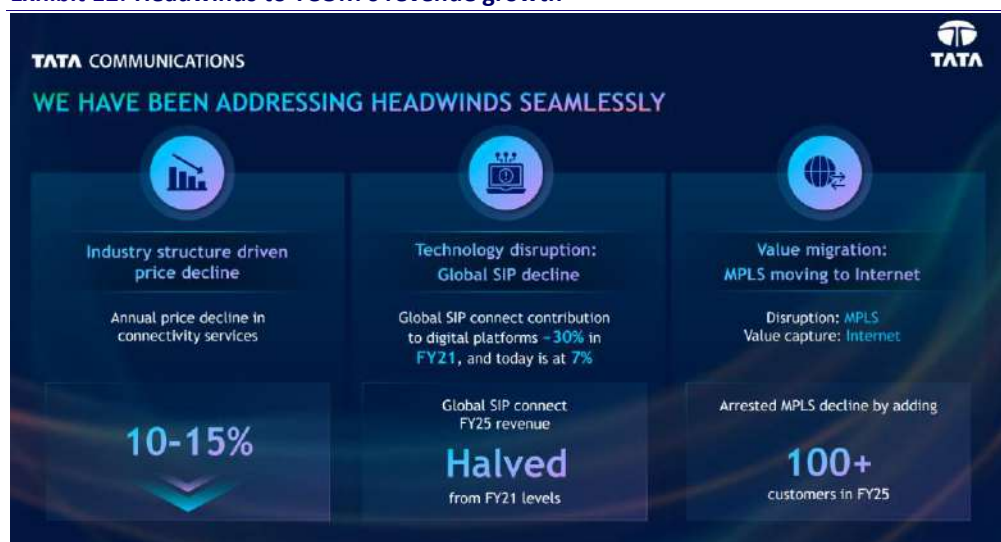 TATA COMMUNICATIONS
TATA
WE HAVE BEEN ADDRESSING HEADWINDS SEAMLESSLY
Industry structure driven
price decline
Annual price decline in
connectivity services
10-15%
Technology disruption:
Global SIP decline
Global SIP connect contribution
to digital platforms ~30% in
FY21, and today is at 7%
Global SIP connect
FY25 revenue
Halved
from FY21 levels
Value migration:
MPLS moving to Internet
Disruption: MPLS
Value capture: Internet
Arrested MPLS decline by adding
100+
customers in FY25